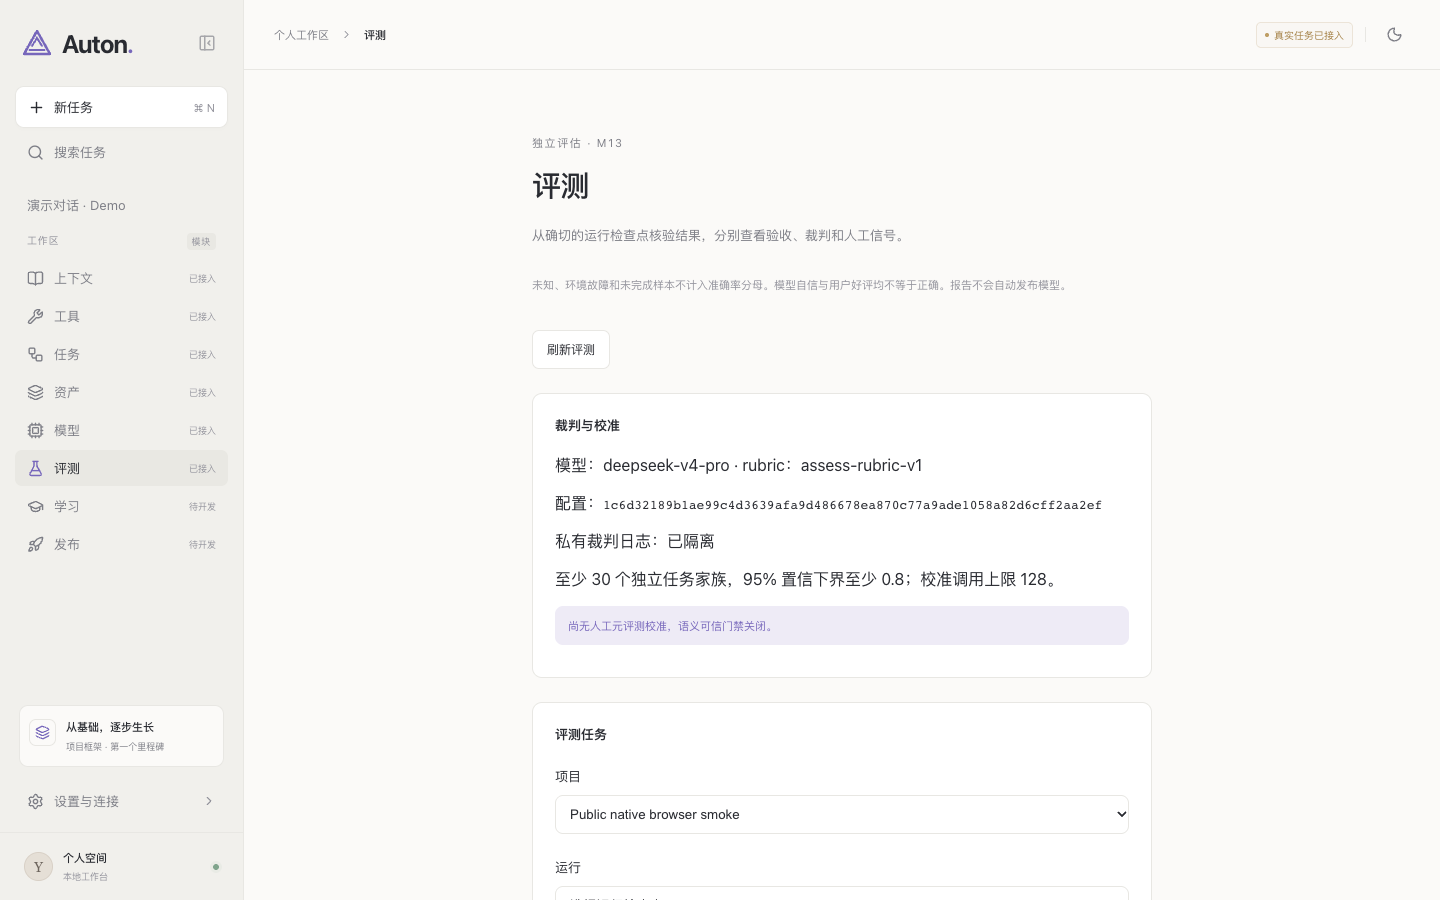 Auton.
新任务 ⌘ N
搜索任务
演示对话 · Demo
工作区 模块
上下文 已接入
工具 已接入
任务 已接入
资产 已接入
模型 已接入
评测 已接入
学习 待开发
发布 待开发
从基础，逐步生长
项目框架 · 第一个里程碑
设置与连接
Y
个人空间
本地工作台
个人工作区 评测
真实任务已接入
独立评估 · M13
评测
从确切的运行检查点核验结果，分别查看验收、裁判和人工信号。
未知、环境故障和未完成样本不计入准确率分母。模型自信与用户好评均不等于正确。报告不会自动发布模型。
刷新评测
裁判与校准
模型：deepseek-v4-pro · rubric：assess-rubric-v1
配置：1c6d32189b1ae99c4d3639afa9d486678ea870c77a9ade1058a82d6cff2aa2ef
私有裁判日志：已隔离
至少 30 个独立任务家族，95% 置信下界至少 0.8；校准调用上限 128。
尚无人工元评测校准，语义可信门禁关闭。
评测任务
项目
Public native browser smoke
运行